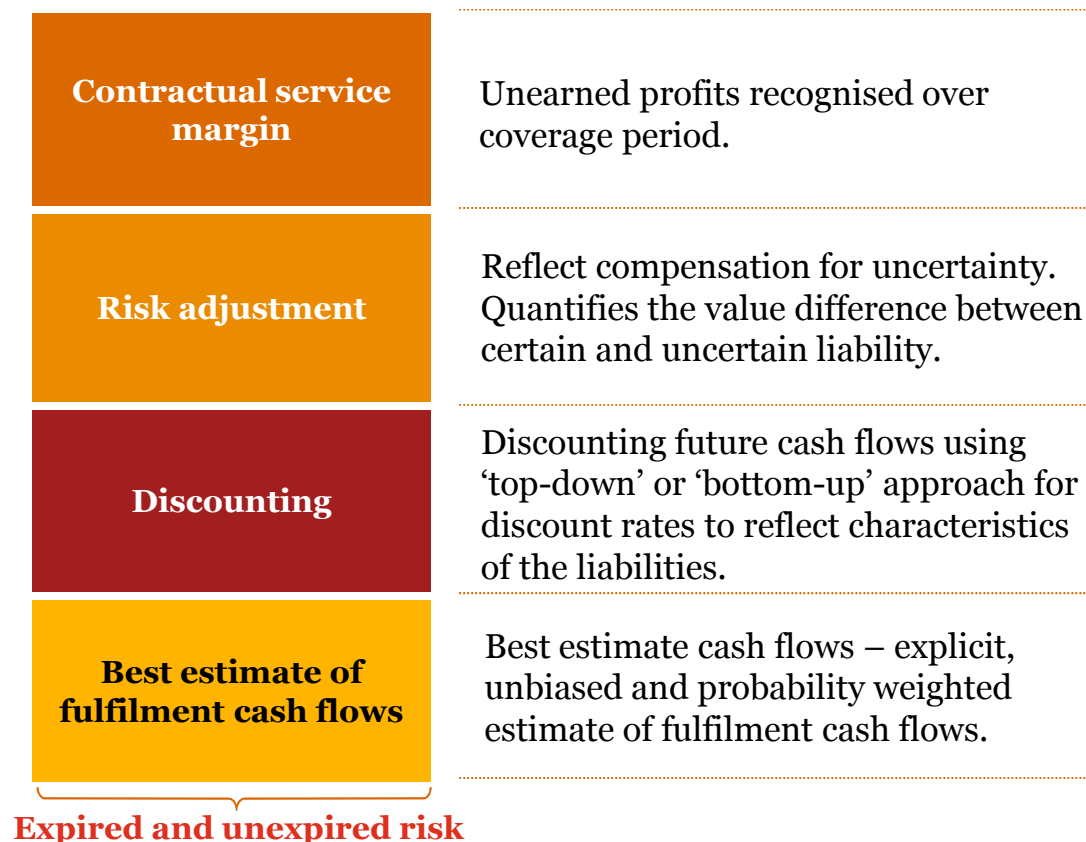 Contractual service
margin
Unearned profits recognised over
coverage period.
Risk adjustment
Reflect compensation for uncertainty.
Quantifies the value difference between
certain and uncertain liability.
Discounting
Discounting future cash flows using
‘top-down’ or ‘bottom-up’ approach for
discount rates to reflect characteristics
of the liabilities.
Best estimate of
fulfilment cash flows
Best estimate cash flows – explicit,
unbiased and probability weighted
estimate of fulfilment cash flows.
Expired and unexpired risk